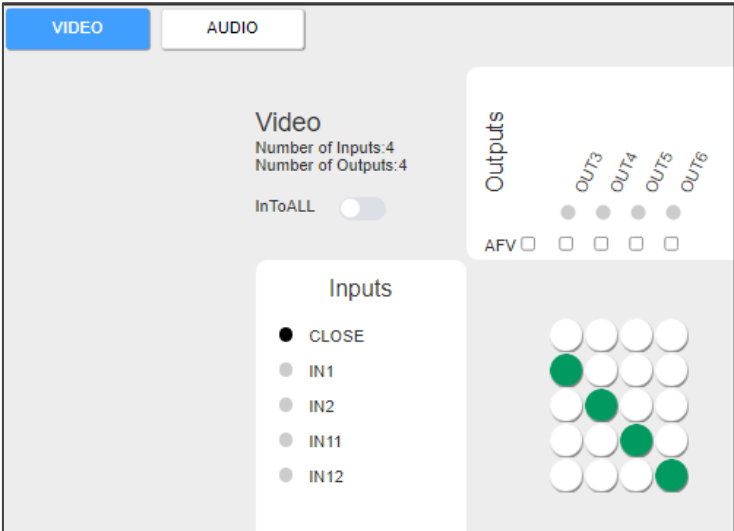 VIDEO
AUDIO
Video
Number of Inputs:4
Number of Outputs:4
InToALL
Outputs
OUT3
OUT4
OUT5
OUT6
AFV
Inputs
CLOSE
IN1
IN2
IN11
IN12